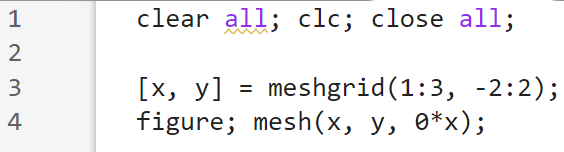 1 clear all; clc; close all;
2
3 [x, y] = meshgrid(1:3, -2:2);
4 figure; mesh(x, y, 0*x);